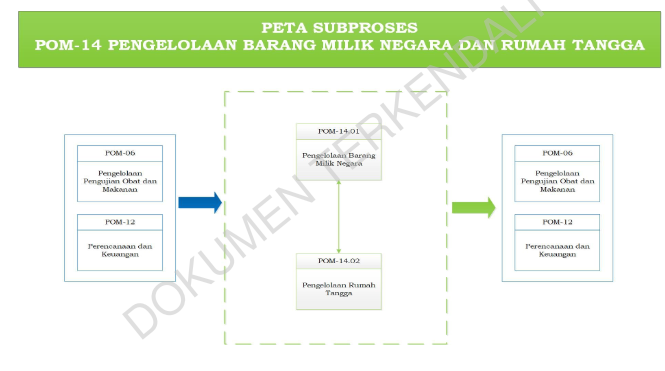 PETA SUBPROSES
POM-14 PENGELOLAAN BARANG MILIK NEGARA DAN RUMAH TANGGA
POM-06
Pengelolaan
Pengujian Obat dan
Makanan
POM-12
Perencanaan dan
Keuangan
POM-14.01
Pengelolaan Barang
Milik Negara
POM-14.02
Pengelolaan Rumah
Tangga
POM-06
Pengelolaan
Pengujian Obat dan
Makanan
POM-12
Perencanaan dan
Keuangan
DOKUMEN TERKENDALI